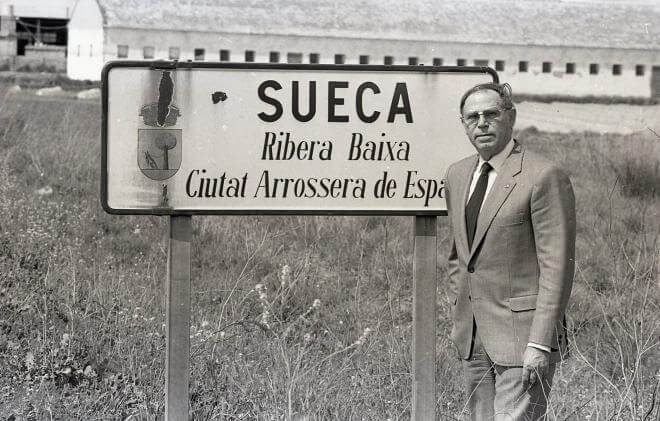 SUECA
Ribera Baixa
Ciutat Arrossera de Espa